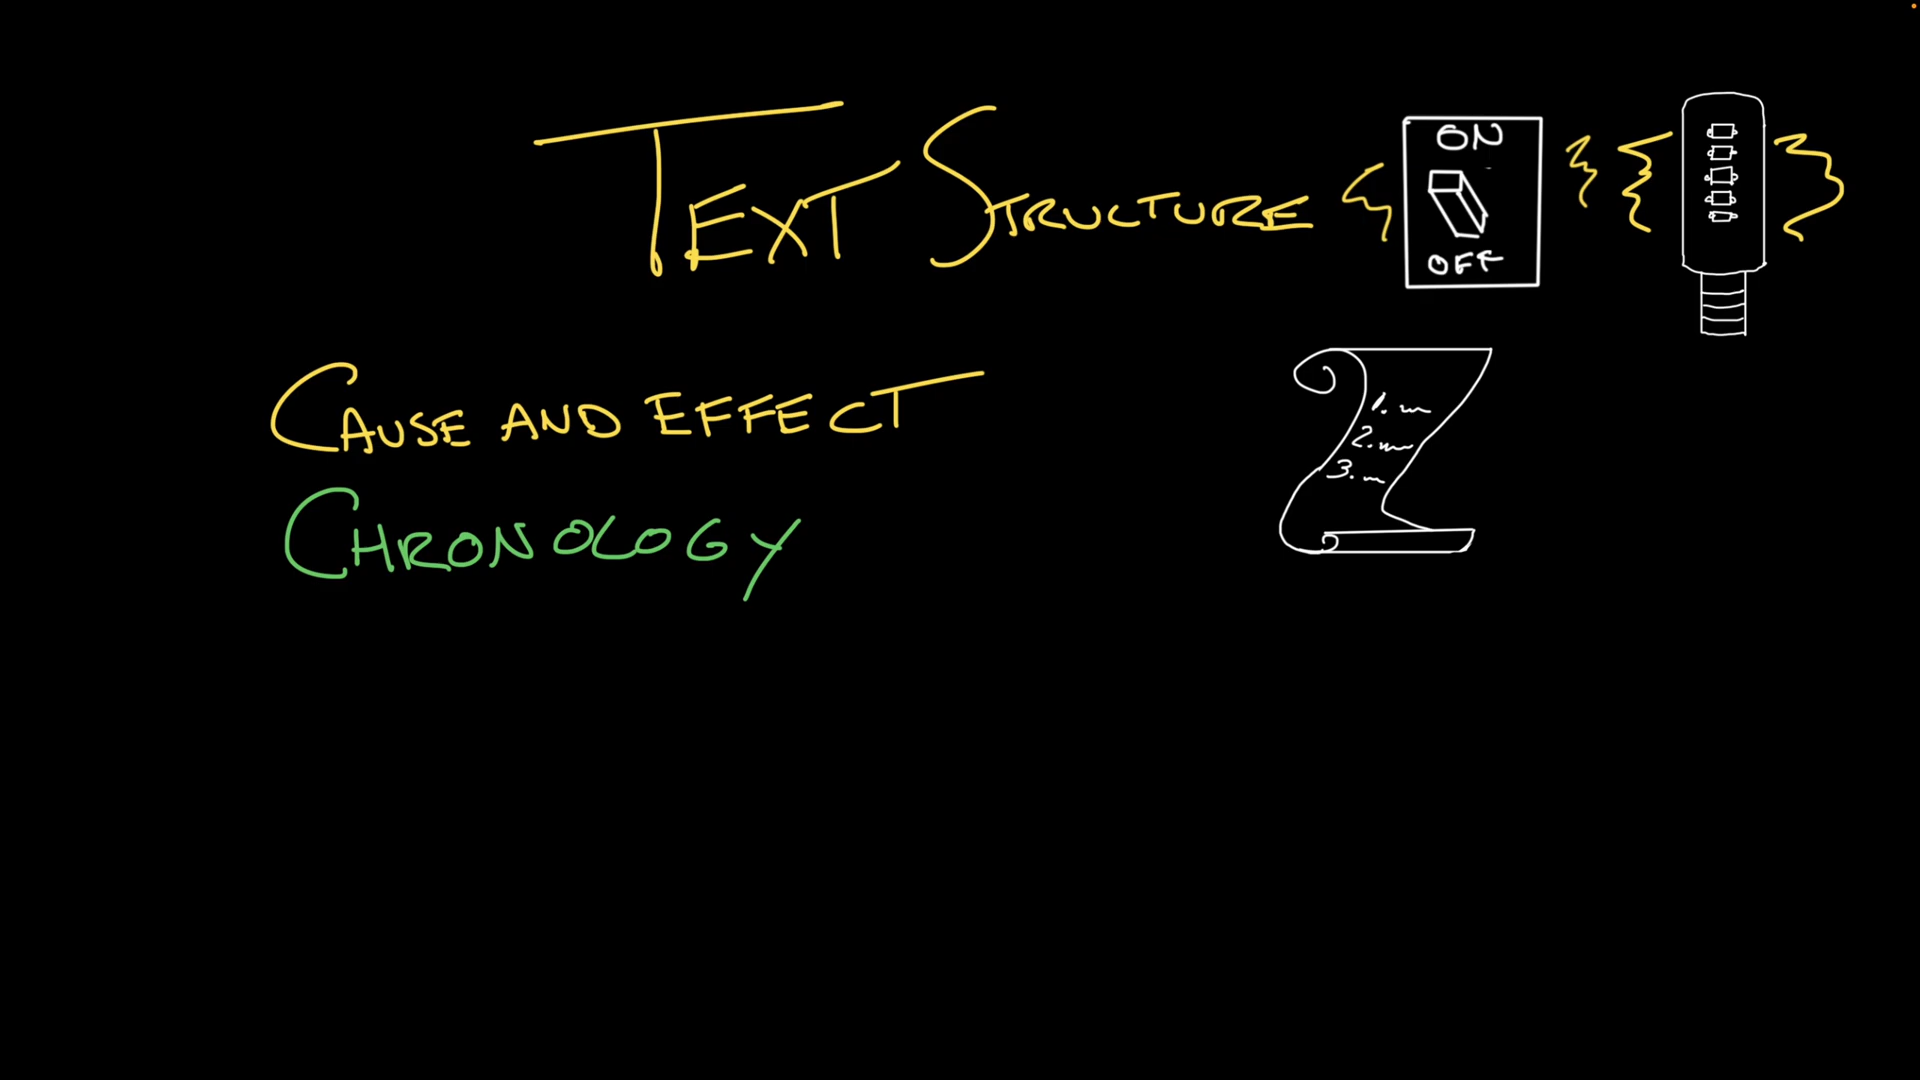 TEXT STRUCTURE
ON
OFF
CAUSE AND EFFECT
CHRONOLOGY
1.
2.
3.